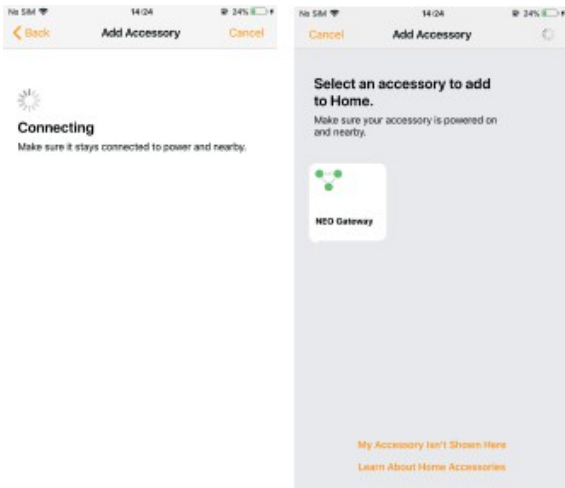 No SIM 14:24 24%
Back Add Accessory Cancel
Connecting
Make sure it stays connected to power and nearby.
No SIM 14:24 24%
Cancel Add Accessory
Select an accessory to add
to Home.
Make sure your accessory is powered on
and nearby.
NEO Gateway
My Accessory Isn't Shown Here
Learn About Home Accessories